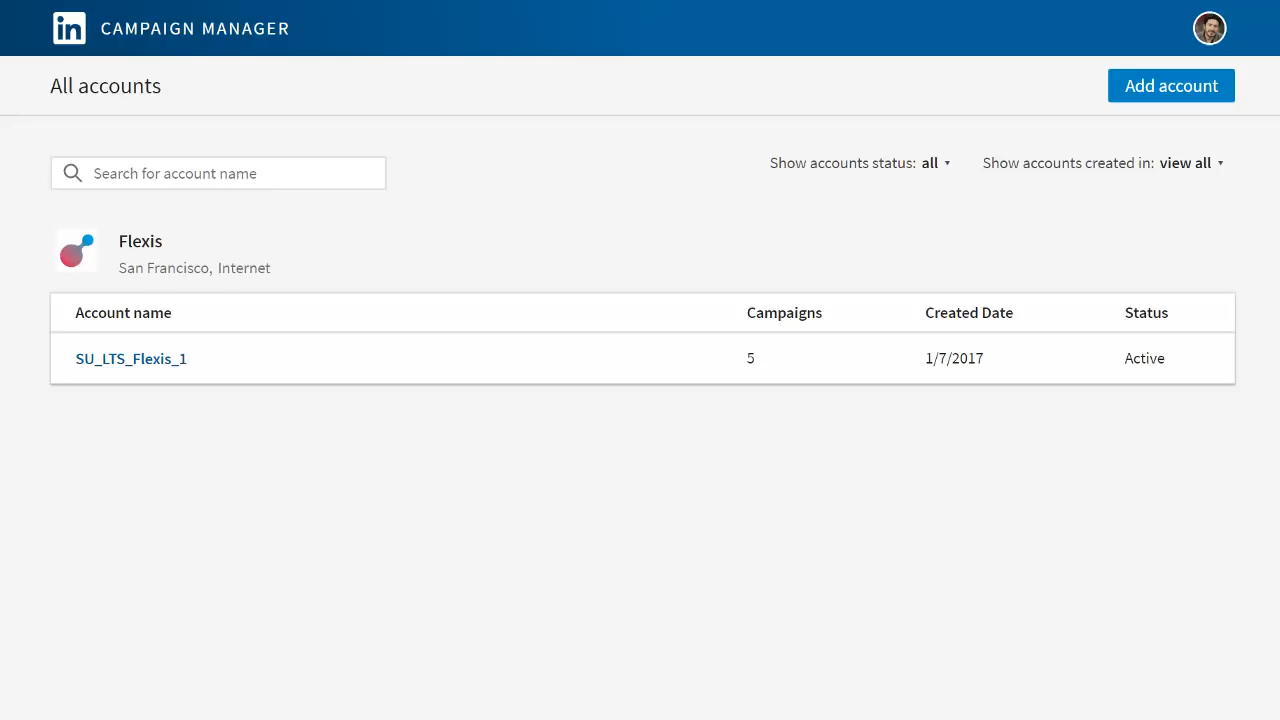 in CAMPAIGN MANAGER
All accounts
Add account
Search for account name
Show accounts status: all
Show accounts created in: view all
Flexis
San Francisco, Internet
Account name Campaigns Created Date Status
SU_LTS_Flexis_1 5 1/7/2017 Active